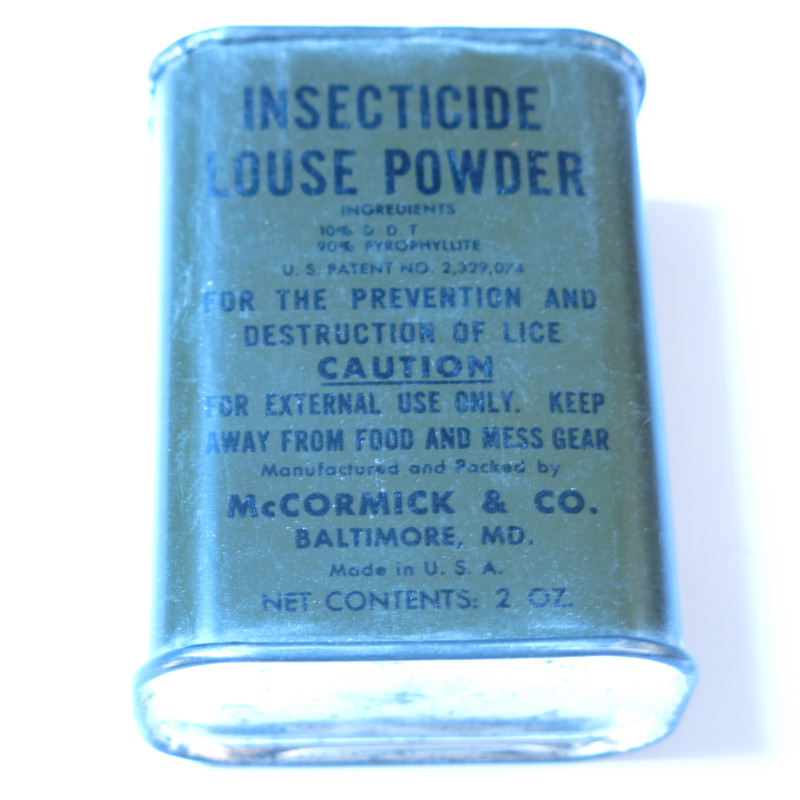 INSECTICIDE
LOUSE POWDER
INGREDIENTS
10% D D T
90% PYROPHYLLITE
U. S. PATENT NO. 2,329,074
FOR THE PREVENTION AND
DESTRUCTION OF LICE
CAUTION
FOR EXTERNAL USE ONLY. KEEP
AWAY FROM FOOD AND MESS GEAR
Manufactured and Packed by
McCORMICK & CO.
BALTIMORE, MD.
Made in U. S. A.
NET CONTENTS: 2 OZ.